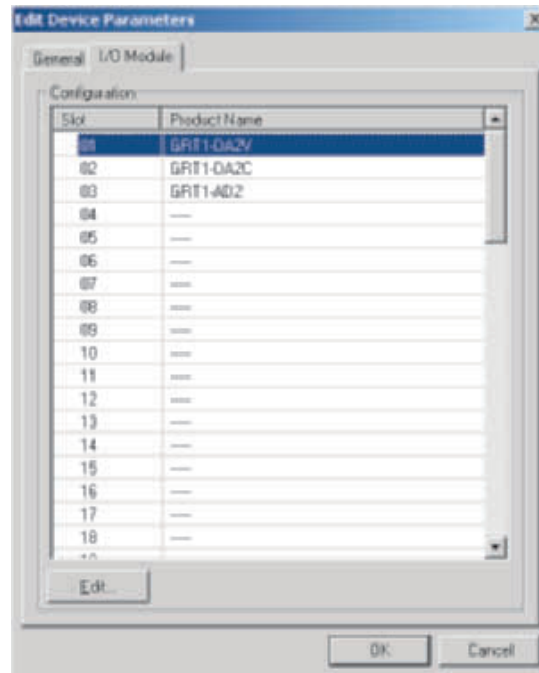 Edit Device Parameters
General I/O Module
Configuration
Slot Product Name
01 GRT1-DA2V
02 GRT1-DA2C
03 GRT1-AD2
04 ----
05 ----
06 ----
07 ----
08 ----
09 ----
10 ----
11 ----
12 ----
13 ----
14 ----
15 ----
16 ----
17 ----
18 ----
Edit...
OK Cancel